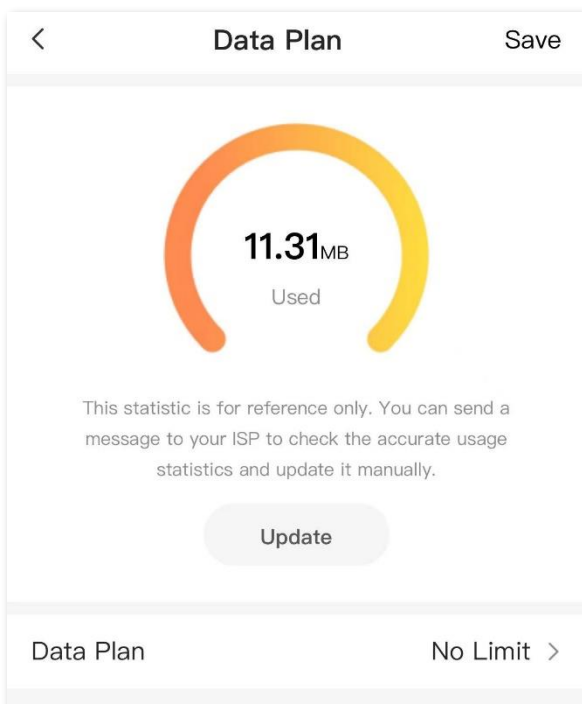 Data Plan
Save
11.31MB
Used
This statistic is for reference only. You can send a
message to your ISP to check the accurate usage
statistics and update it manually.
Update
Data Plan
No Limit